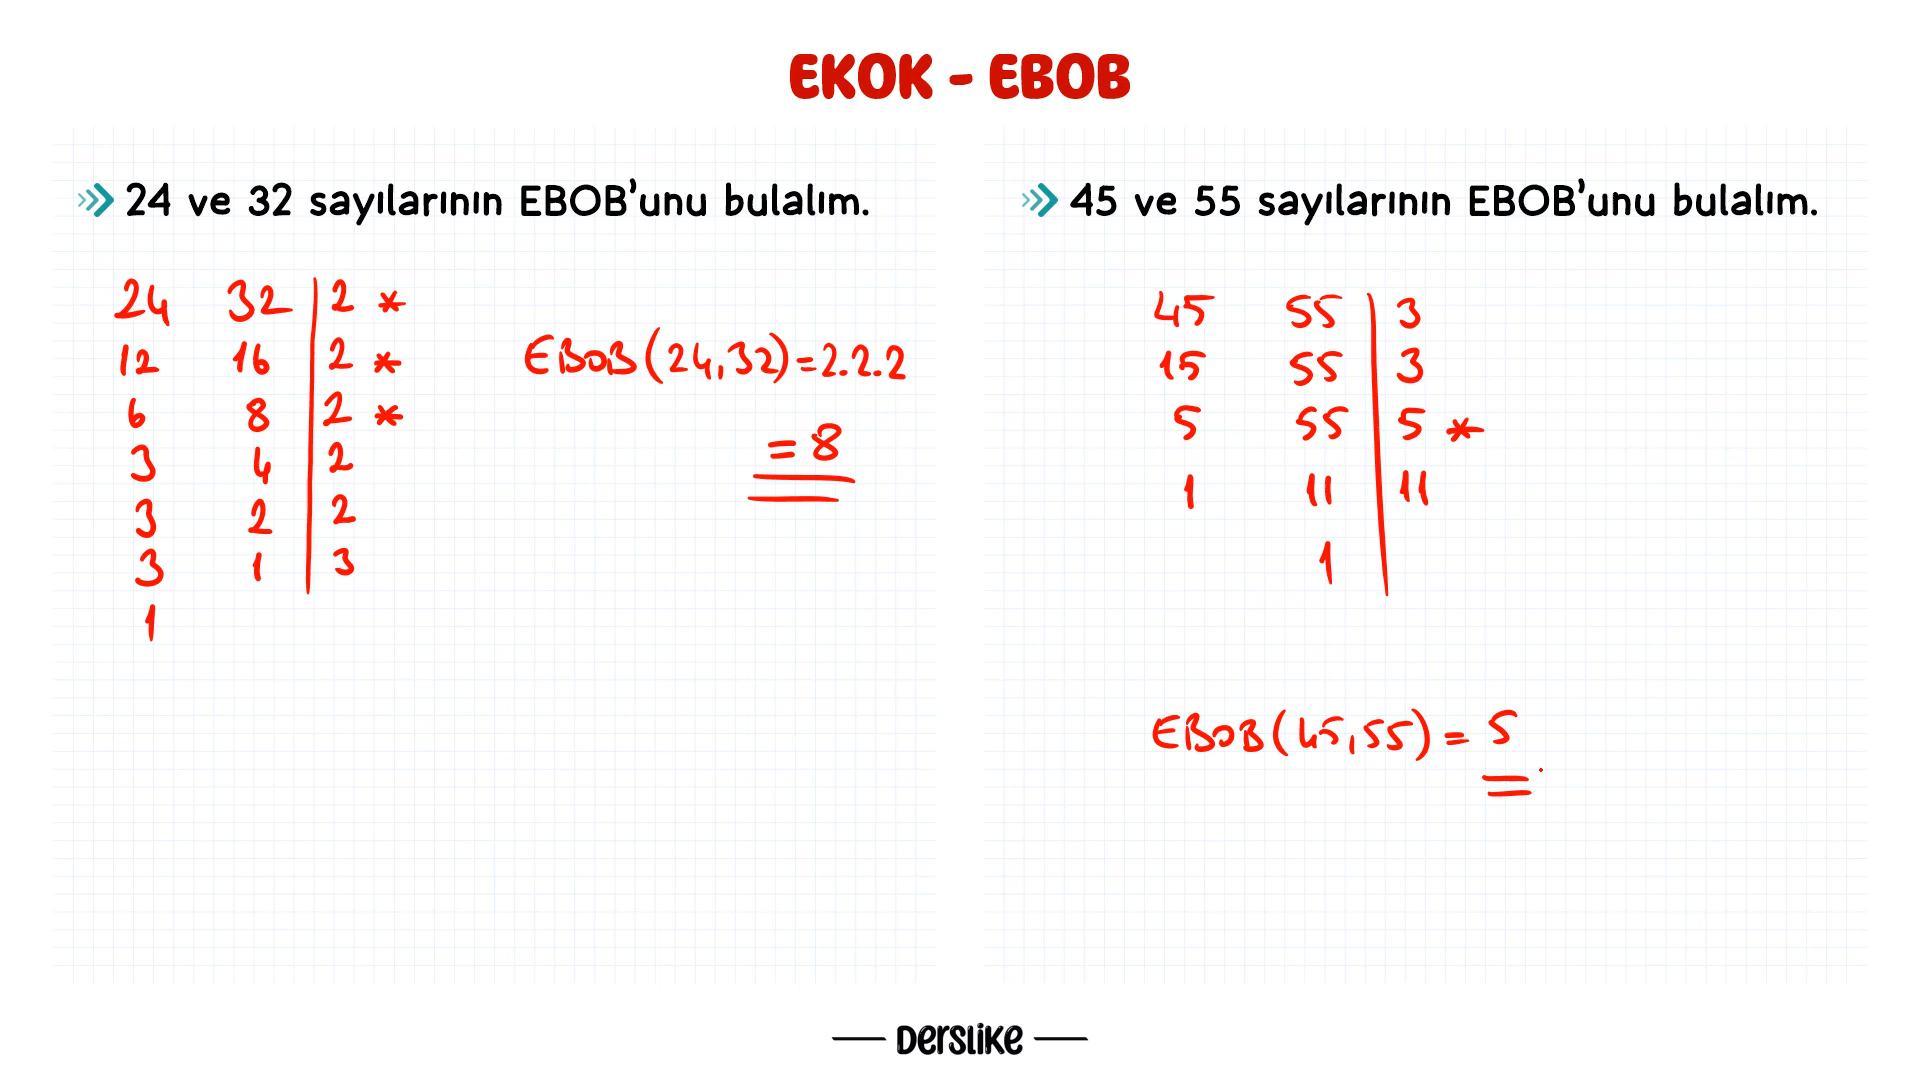 EKOK - EBOB
24 ve 32 sayılarının EBOB'unu bulalım.
24 32 | 2 *
12 16 | 2 *
6 8 | 2 *
3 4 | 2
3 2 | 2
3 1 | 3
1
EBOB(24,32)=2.2.2
=8
45 ve 55 sayılarının EBOB'unu bulalım.
45 55 | 3
15 55 | 3
5 55 | 5 *
1 11 | 11
1
EBOB(45,55)=5
DERSLİKE